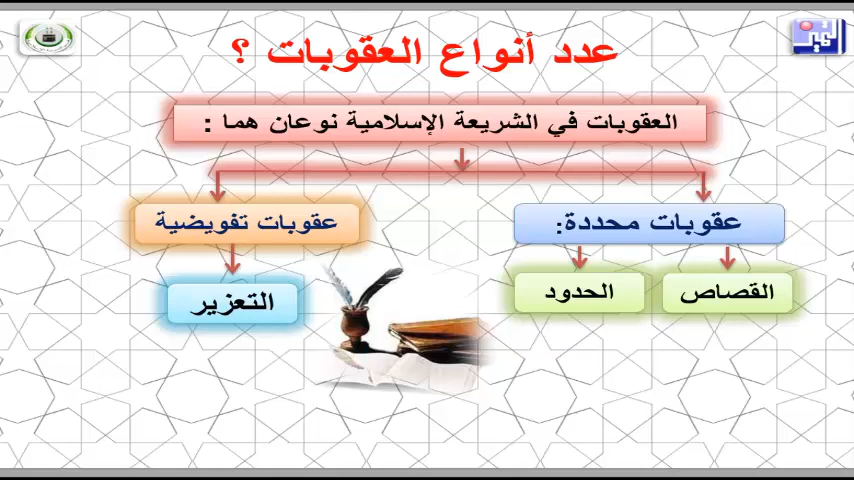 عدد أنواع العقوبات ؟
العقوبات في الشريعة الإسلامية نوعان هما :
عقوبات محددة:
عقوبات تفويضية
القصاص
الحدود
التعزير